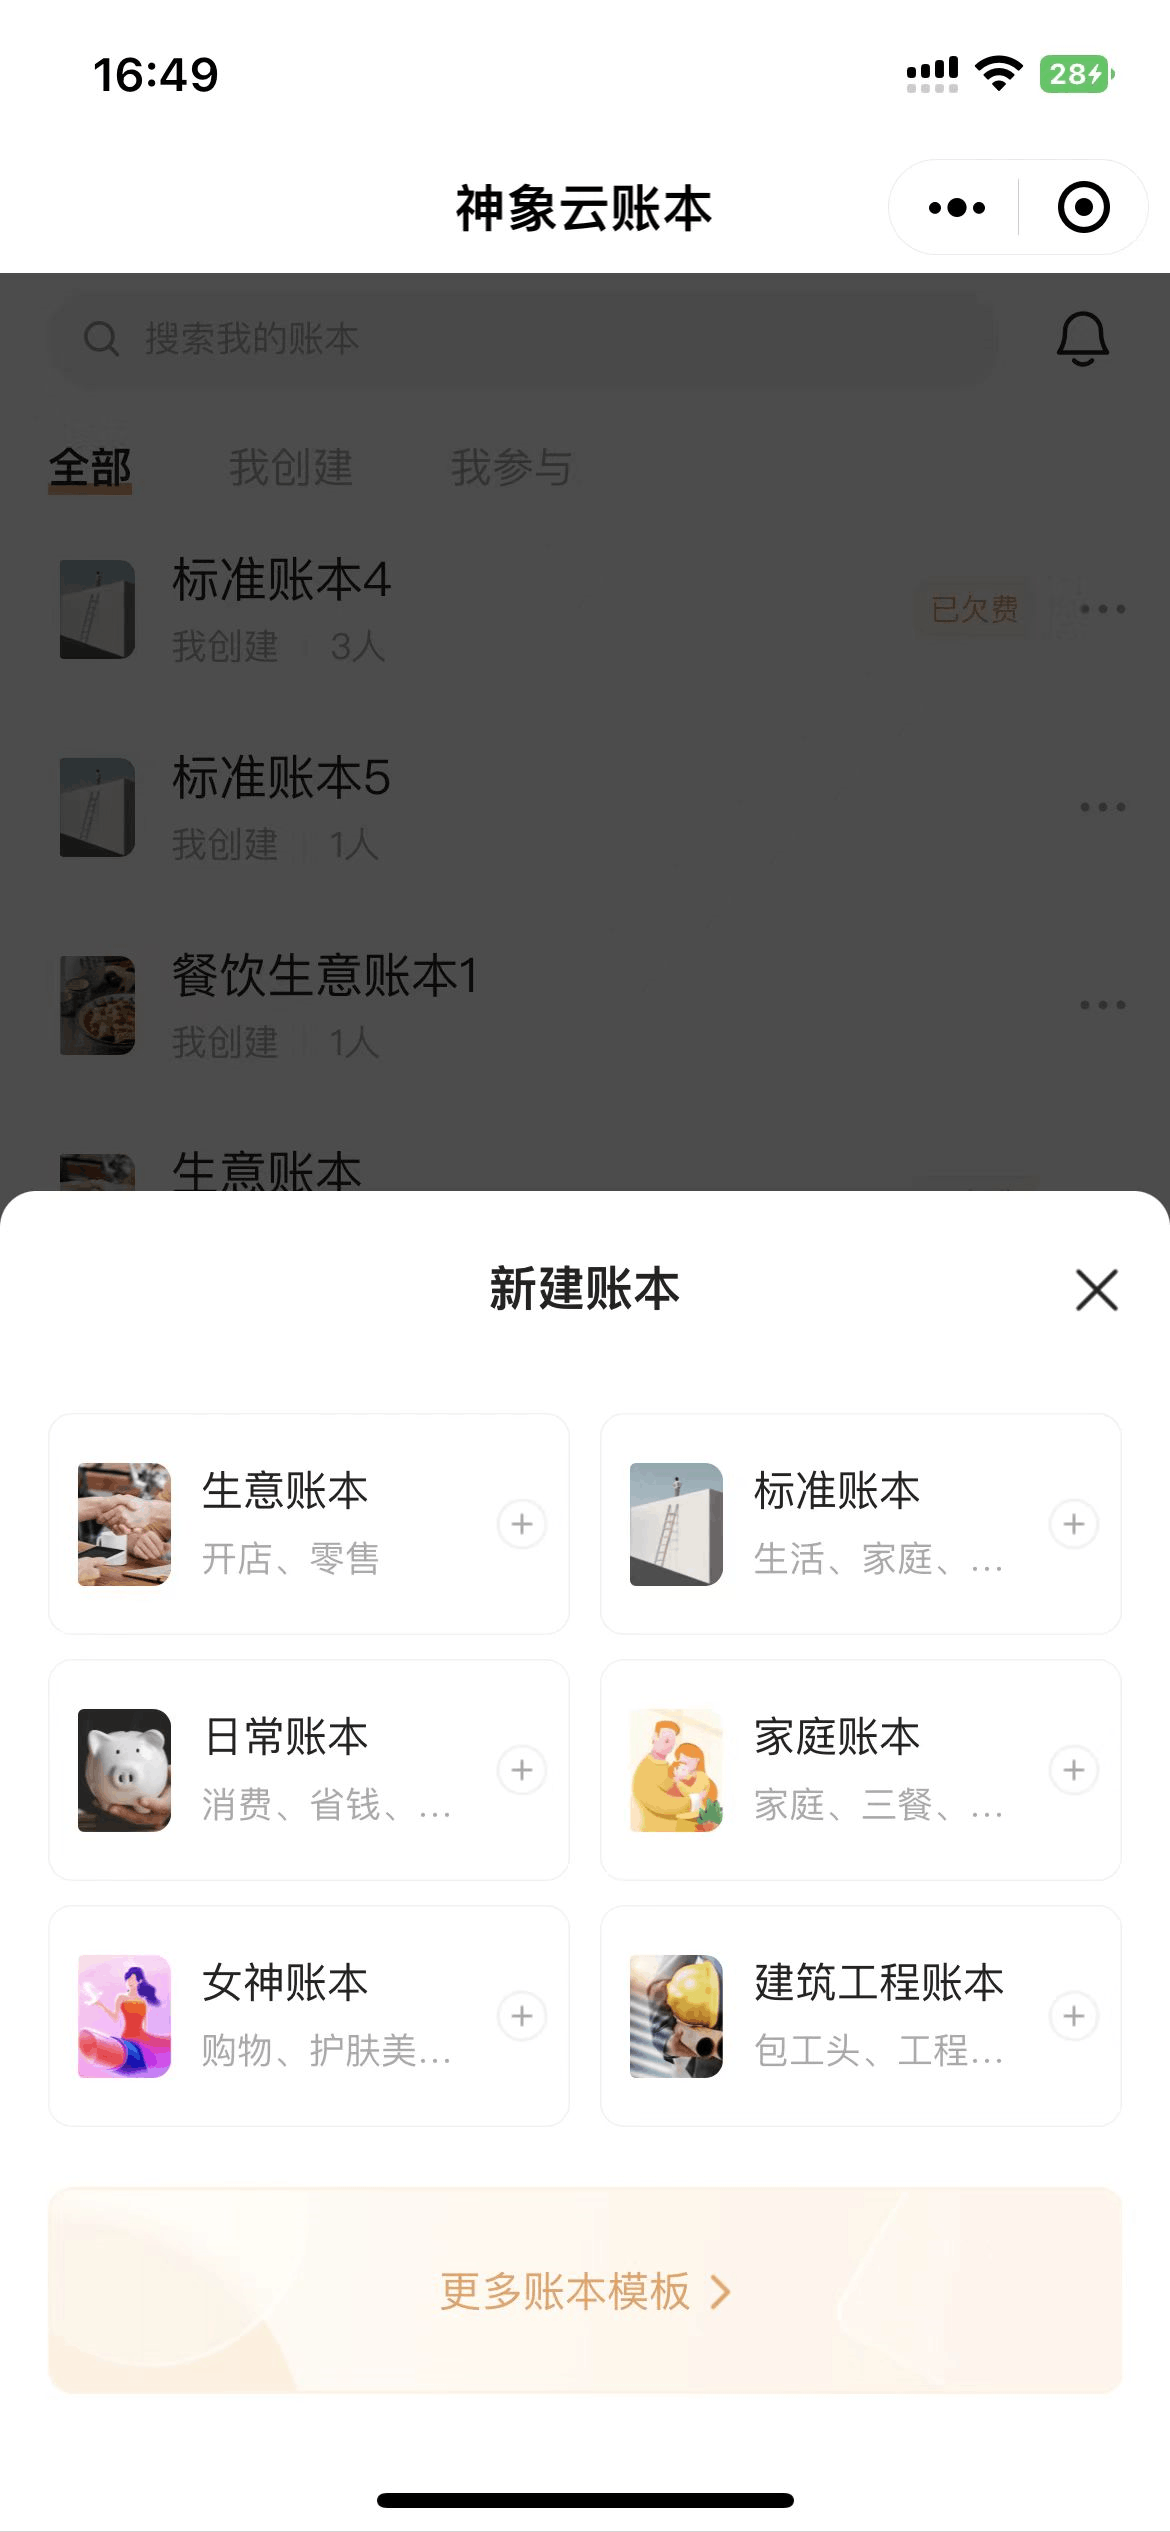 16:49
28
神象云账本
搜索我的账本
全部 我创建 我参与
标准账本4
已欠费
我创建 3人
标准账本5
我创建 1人
餐饮生意账本1
我创建 1人
生意账本
新建账本
生意账本
开店、零售
标准账本
生活、家庭、...
日常账本
消费、省钱、...
家庭账本
家庭、三餐、...
女神账本
购物、护肤美...
建筑工程账本
包工头、工程...
更多账本模板